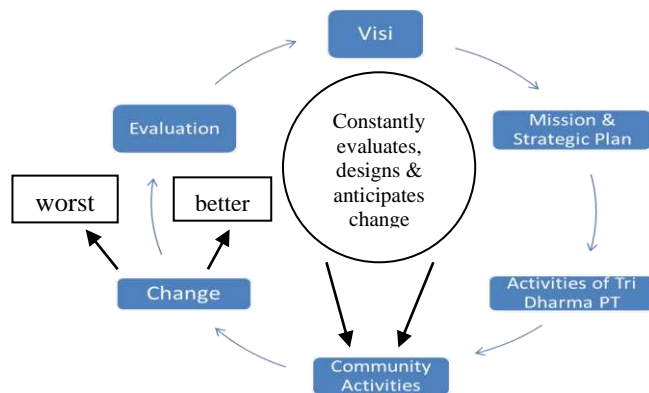 Visi
Mission &
Strategic Plan
Activities of Tri
Dharma PT
Community
Activities
Change
worst
better
Evaluation
Constantly
evaluates,
designs &
anticipates
change